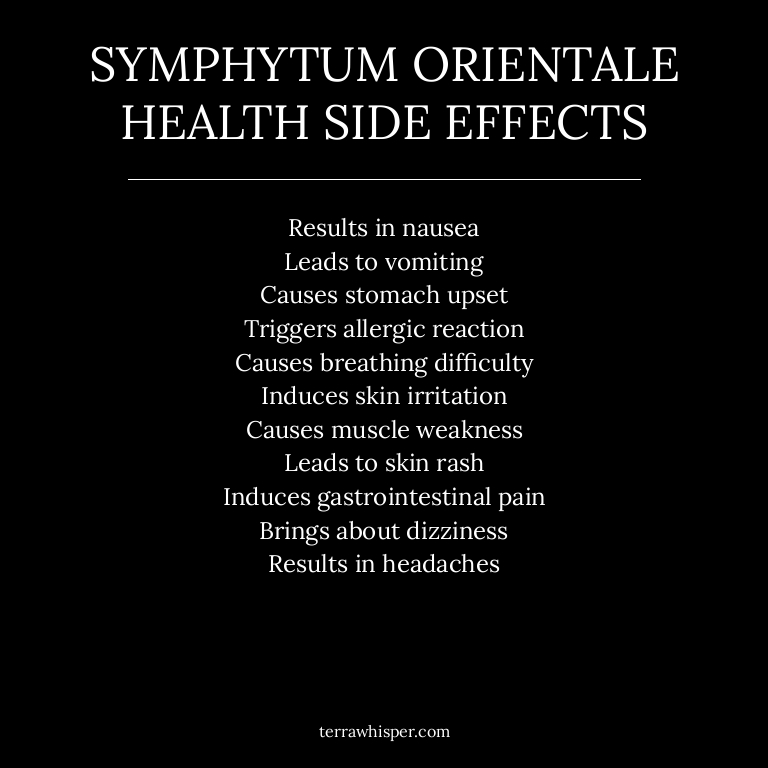 SYMPHYTUM ORIENTALE
HEALTH SIDE EFFECTS
Results in nausea
Leads to vomiting
Causes stomach upset
Triggers allergic reaction
Causes breathing difficulty
Induces skin irritation
Causes muscle weakness
Leads to skin rash
Induces gastrointestinal pain
Brings about dizziness
Results in headaches
terrawhisper.com